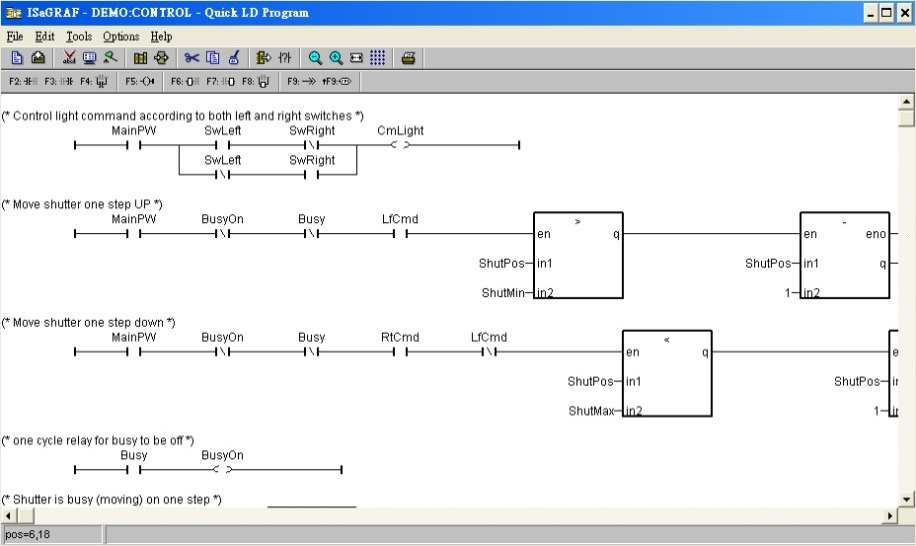 ISaGRAF - DEMO:CONTROL - Quick LD Program
File Edit Tools Options Help
F2: F3: F4: F5: F6: F7: F8: F9: ↑F9:
(* Control light command according to both left and right switches *)
MainPW SwLeft SwRight CmLight
SwLeft SwRight
(* Move shutter one step UP *)
MainPW BusyOn Busy LfCmd > -
en q en eno
ShutPos in1 ShutPos in1 q
ShutMin in2 1 in2
(* Move shutter one step down *)
MainPW BusyOn Busy RtCmd LfCmd <
en q e
ShutPos in1 ShutPos in
ShutMax in2 1 in
(* one cycle relay for busy to be off *)
Busy BusyOn
(* Shutter is busy (moving) on one step *)
pos=6,18